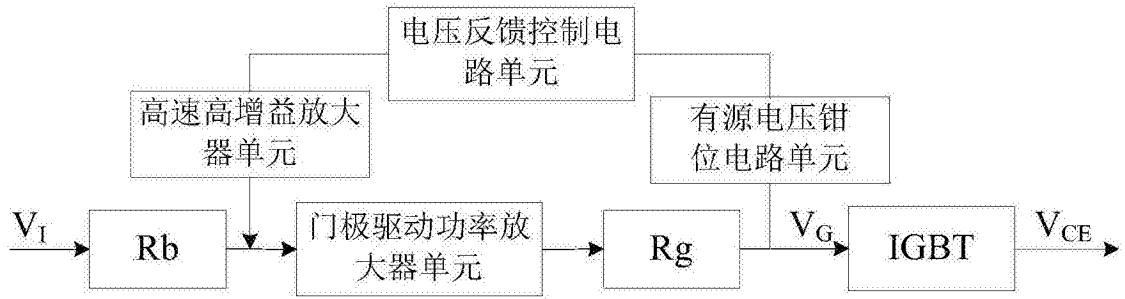 电压反馈控制电
路单元
高速高增益放大
器单元
有源电压钳
位电路单元
V_I
Rb
门极驱动功率放
大器单元
Rg
V_G
IGBT
V_CE